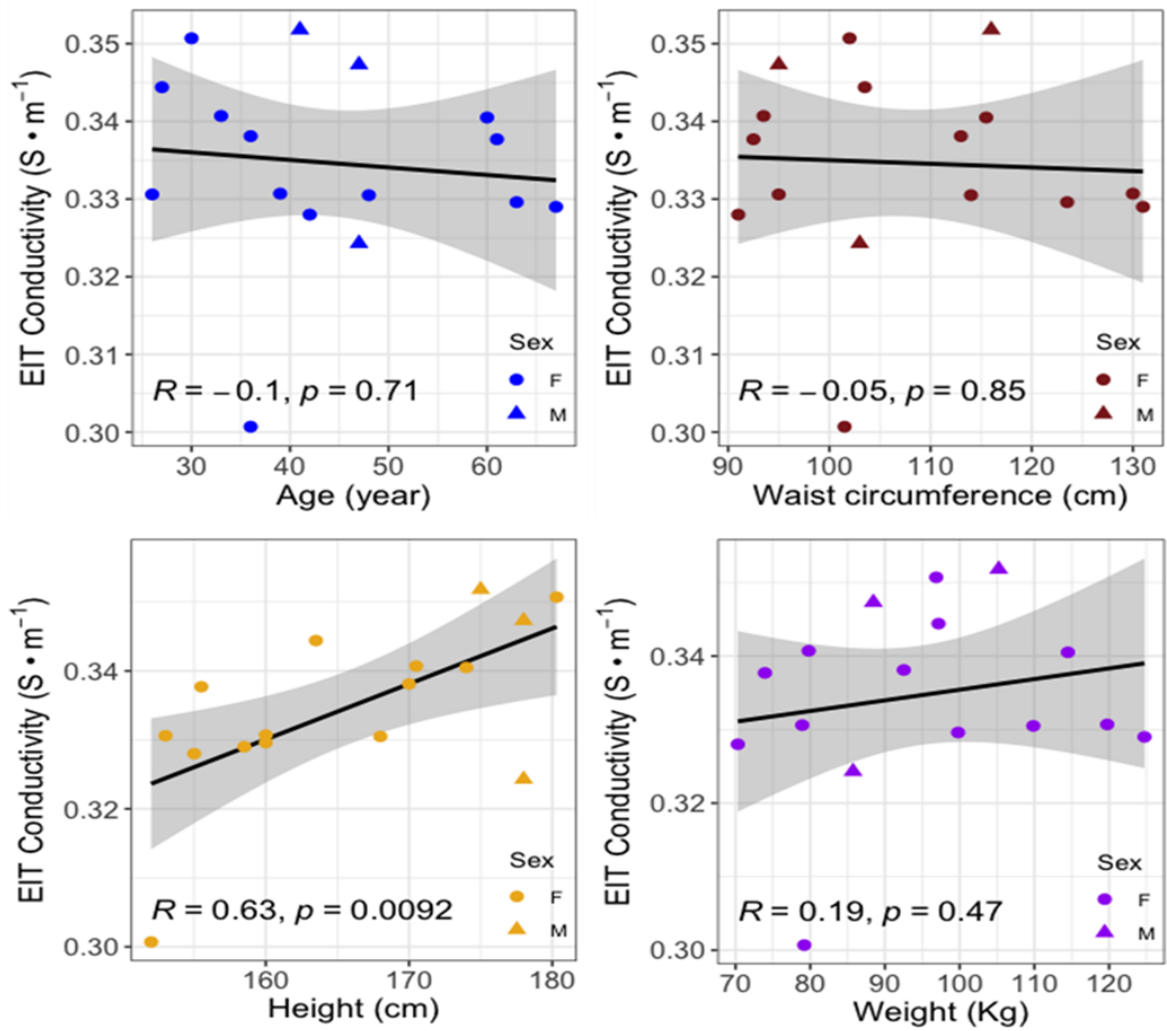 EIT Conductivity (S • m⁻¹)
0.35
0.34
0.33
0.32
0.31
0.30
R = −0.1, p = 0.71
Sex
F
M
30 40 50 60
Age (year)
EIT Conductivity (S • m⁻¹)
0.35
0.34
0.33
0.32
0.31
0.30
R = −0.05, p = 0.85
Sex
F
M
90 100 110 120 130
Waist circumference (cm)
EIT Conductivity (S • m⁻¹)
0.34
0.32
0.30
R = 0.63, p = 0.0092
Sex
F
M
160 170 180
Height (cm)
EIT Conductivity (S • m⁻¹)
0.34
0.32
0.30
R = 0.19, p = 0.47
Sex
F
M
70 80 90 100 110 120
Weight (Kg)